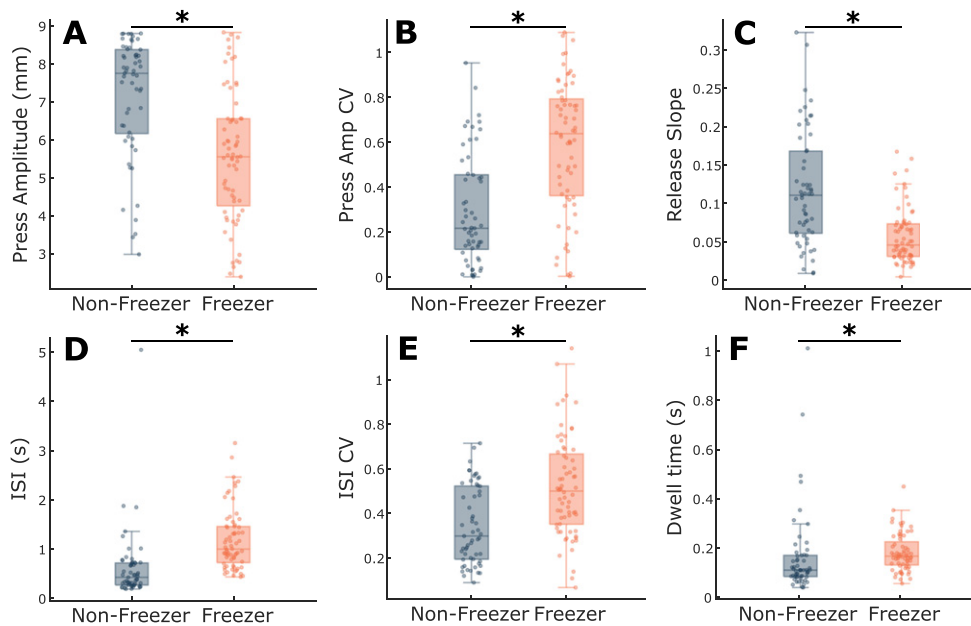 A
*
Press Amplitude (mm)
9
8
7
6
5
4
3
Non-Freezer Freezer
B
*
Press Amp CV
1
0.8
0.6
0.4
0.2
0
Non-Freezer Freezer
C
*
Release Slope
0.3
0.25
0.2
0.15
0.1
0.05
0
Non-Freezer Freezer
D
*
ISI (s)
5
4
3
2
1
0
Non-Freezer Freezer
E
*
ISI CV
1
0.8
0.6
0.4
0.2
Non-Freezer Freezer
F
*
Dwell time (s)
1
0.8
0.6
0.4
0.2
0
Non-Freezer Freezer